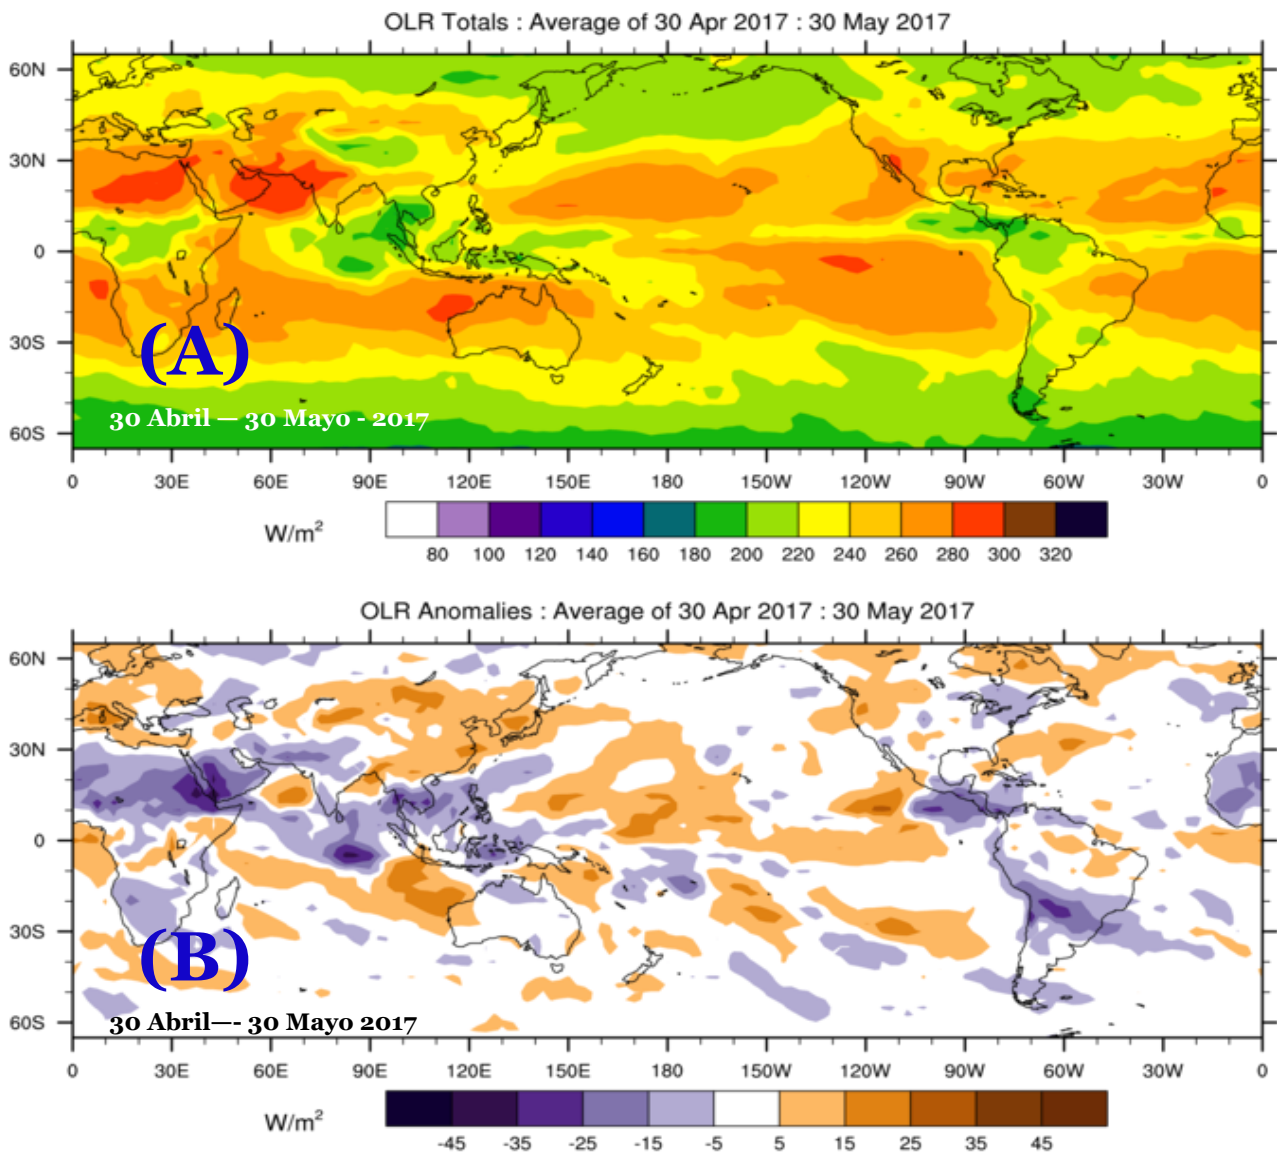 OLR Totals : Average of 30 Apr 2017 : 30 May 2017
60N
30N
0
30S
60S
(A)
30 Abril — 30 Mayo - 2017
0 30E 60E 90E 120E 150E 180 150W 120W 90W 60W 30W 0
W/m²
80 100 120 140 160 180 200 220 240 260 280 300 320
OLR Anomalies : Average of 30 Apr 2017 : 30 May 2017
60N
30N
0
30S
60S
(B)
30 Abril—- 30 Mayo 2017
0 30E 60E 90E 120E 150E 180 150W 120W 90W 60W 30W 0
W/m²
-45 -35 -25 -15 -5 5 15 25 35 45